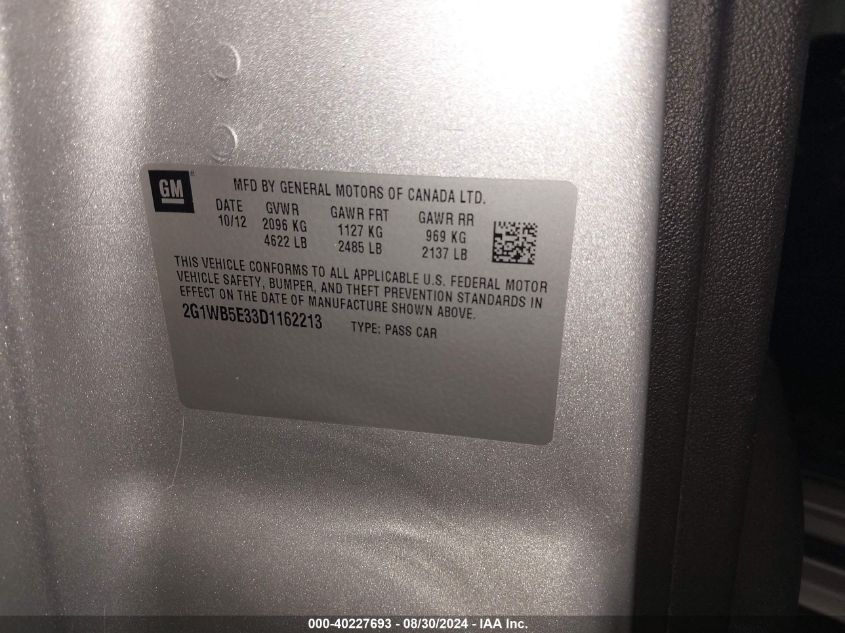 GM
MFD BY GENERAL MOTORS OF CANADA LTD.
DATE GVWR GAWR FRT GAWR RR
10/12 2096 KG 1127 KG 969 KG
4622 LB 2485 LB 2137 LB
THIS VEHICLE CONFORMS TO ALL APPLICABLE U.S. FEDERAL MOTOR
VEHICLE SAFETY, BUMPER, AND THEFT PREVENTION STANDARDS IN
EFFECT ON THE DATE OF MANUFACTURE SHOWN ABOVE.
2G1WB5E33D1162213 TYPE: PASS CAR
000-40227693 - 08/30/2024 - IAA Inc.